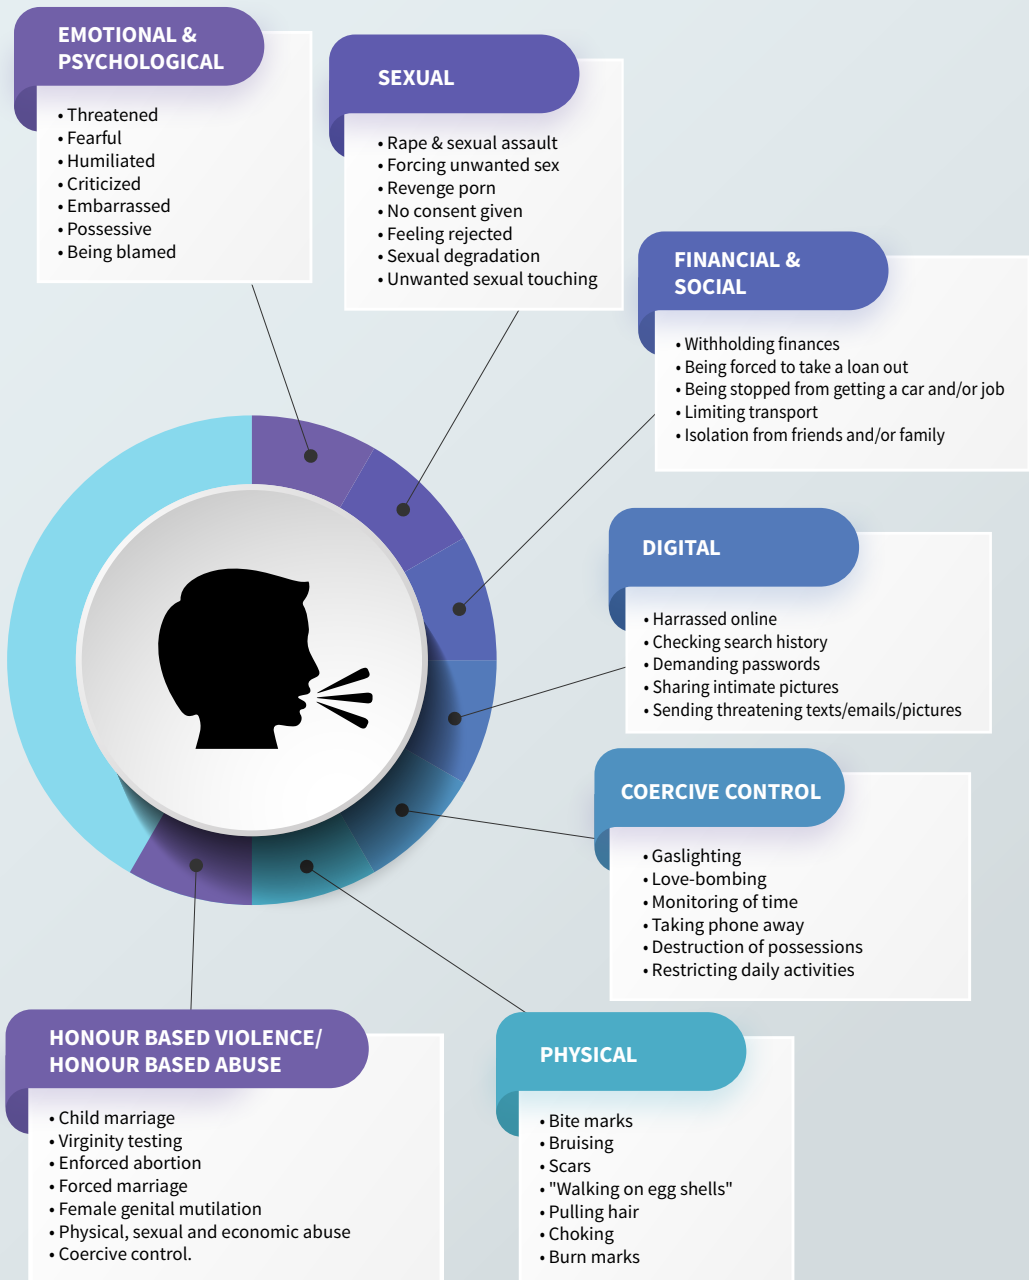 EMOTIONAL &
PSYCHOLOGICAL
• Threatened
• Fearful
• Humiliated
• Criticized
• Embarrassed
• Possessive
• Being blamed
SEXUAL
• Rape & sexual assault
• Forcing unwanted sex
• Revenge porn
• No consent given
• Feeling rejected
• Sexual degradation
• Unwanted sexual touching
FINANCIAL &
SOCIAL
• Withholding finances
• Being forced to take a loan out
• Being stopped from getting a car and/or job
• Limiting transport
• Isolation from friends and/or family
DIGITAL
• Harrassed online
• Checking search history
• Demanding passwords
• Sharing intimate pictures
• Sending threatening texts/emails/pictures
COERCIVE CONTROL
• Gaslighting
• Love-bombing
• Monitoring of time
• Taking phone away
• Destruction of possessions
• Restricting daily activities
HONOUR BASED VIOLENCE/
HONOUR BASED ABUSE
• Child marriage
• Virginity testing
• Enforced abortion
• Forced marriage
• Female genital mutilation
• Physical, sexual and economic abuse
• Coercive control.
PHYSICAL
• Bite marks
• Bruising
• Scars
• "Walking on egg shells"
• Pulling hair
• Choking
• Burn marks